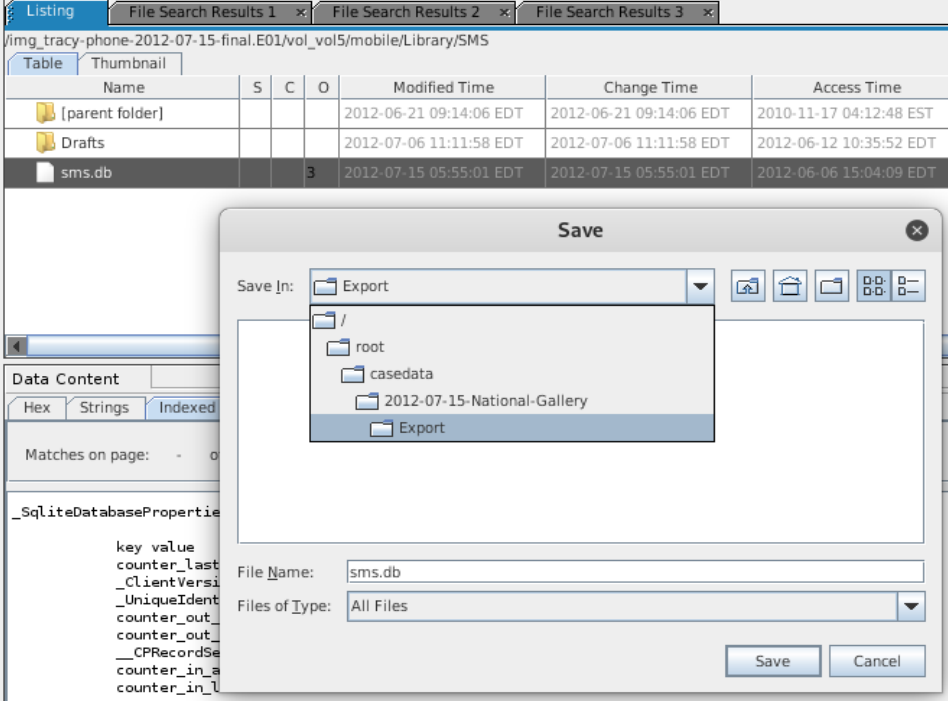 Listing File Search Results 1 × File Search Results 2 × File Search Results 3 ×
/img_tracy-phone-2012-07-15-final.E01/vol_vol5/mobile/Library/SMS
Table Thumbnail
Name S C O Modified Time Change Time Access Time
[parent folder] 2012-06-21 09:14:06 EDT 2012-06-21 09:14:06 EDT 2010-11-17 04:12:48 EST
Drafts 2012-07-06 11:11:58 EDT 2012-07-06 11:11:58 EDT 2012-06-12 10:35:52 EDT
sms.db 3 2012-07-15 05:55:01 EDT 2012-07-15 05:55:01 EDT 2012-06-06 15:04:09 EDT
Save
Save In: Export
/
root
casedata
2012-07-15-National-Gallery
Export
Data Content
Hex Strings Indexed
Matches on page: - o
_SqliteDatabasePropertie
key value
counter_last
_ClientVersi
_UniqueIdent
counter_out_
counter_out_
__CPRecordSe
counter_in_a
counter_in_l
File Name: sms.db
Files of Type: All Files
Save Cancel